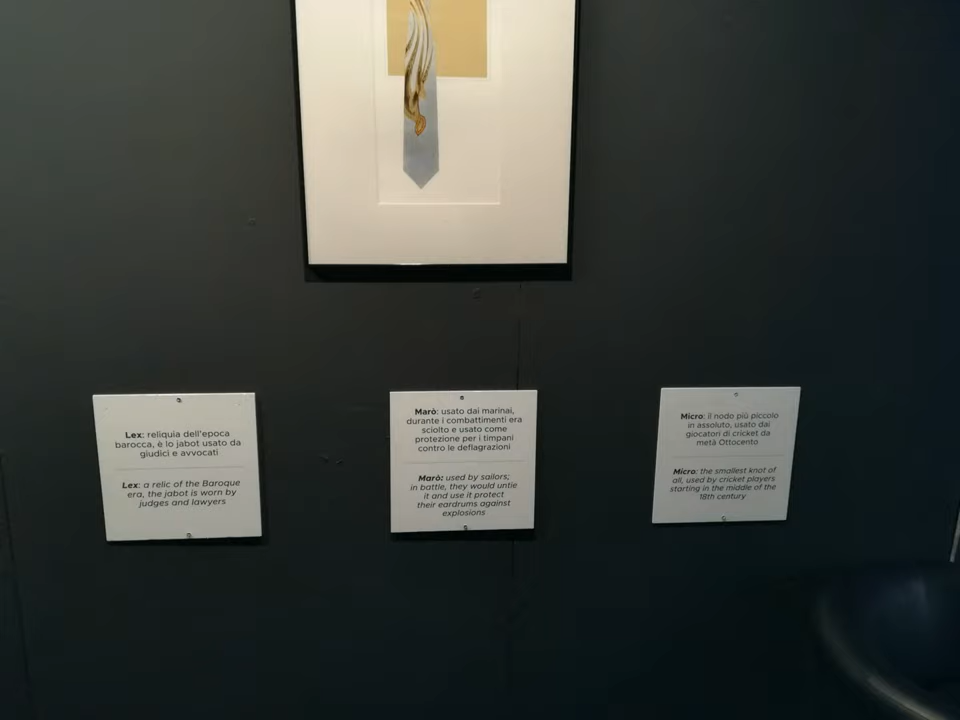 Lex: reliquia dell'epoca
barocca, è lo jabot usato da
giudici e avvocati
Lex: a relic of the Baroque
era, the jabot is worn by
judges and lawyers
Marò: usato dai marinai,
durante i combattimenti era
sciolto e usato come
protezione per i timpani
contro le deflagrazioni
Marò: used by sailors;
in battle, they would untie
it and use it protect
their eardrums against
explosions
Micro: il nodo più piccolo
in assoluto, usato dai
giocatori di cricket da
metà Ottocento
Micro: the smallest knot of
all, used by cricket players
starting in the middle of the
18th century